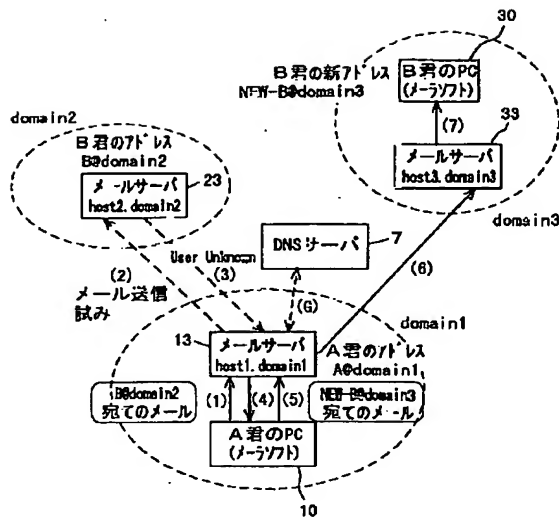 30
B君の新アドレス
NEW-B@domain3
B君のPC
(メーラソフト)
(7)
33
メールサーバ
host3.domain3
domain3
domain2
B君のアドレス
B@domain2
23
メールサーバ
host2.domain2
User Unknown
(3)
(2)
メール送信
試み
DNSサーバ
7
(6)
(G)
domain1
13
メールサーバ
host1.domain1
A君のアドレス
A@domain1
B@domain2
宛てのメール
(1)
(4)
(5)
NEW-B@domain3
宛てのメール
A君のPC
(メーラソフト)
10